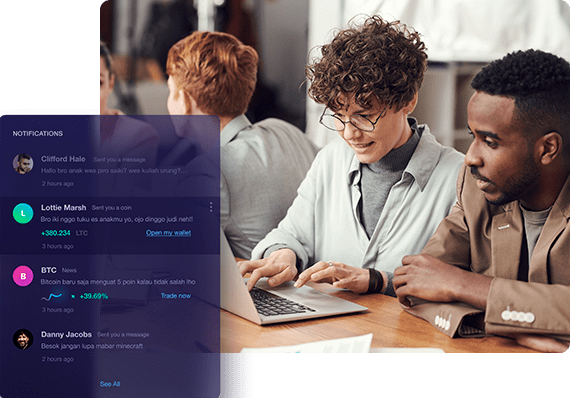 NOTIFICATIONS
Clifford Hale Sent you a message
Hallo bro anak wes piro saiki? wes kuliah urung?...
2 hours ago
L
Lottie Marsh Sent you a coin
Bro iki nggo tuku es anakmu yo, ojo dinggo judi neh!!
+380.234 LTC Open my wallet
3 hours ago
B
BTC News
Bitcoin baru saja menguat 5 poin kalau tidak salah lho
+39.69% Trade now
3 hours ago
Danny Jacobs Sent you a message
Besok jangan lupa mabar minecraft
2 hours ago
See All